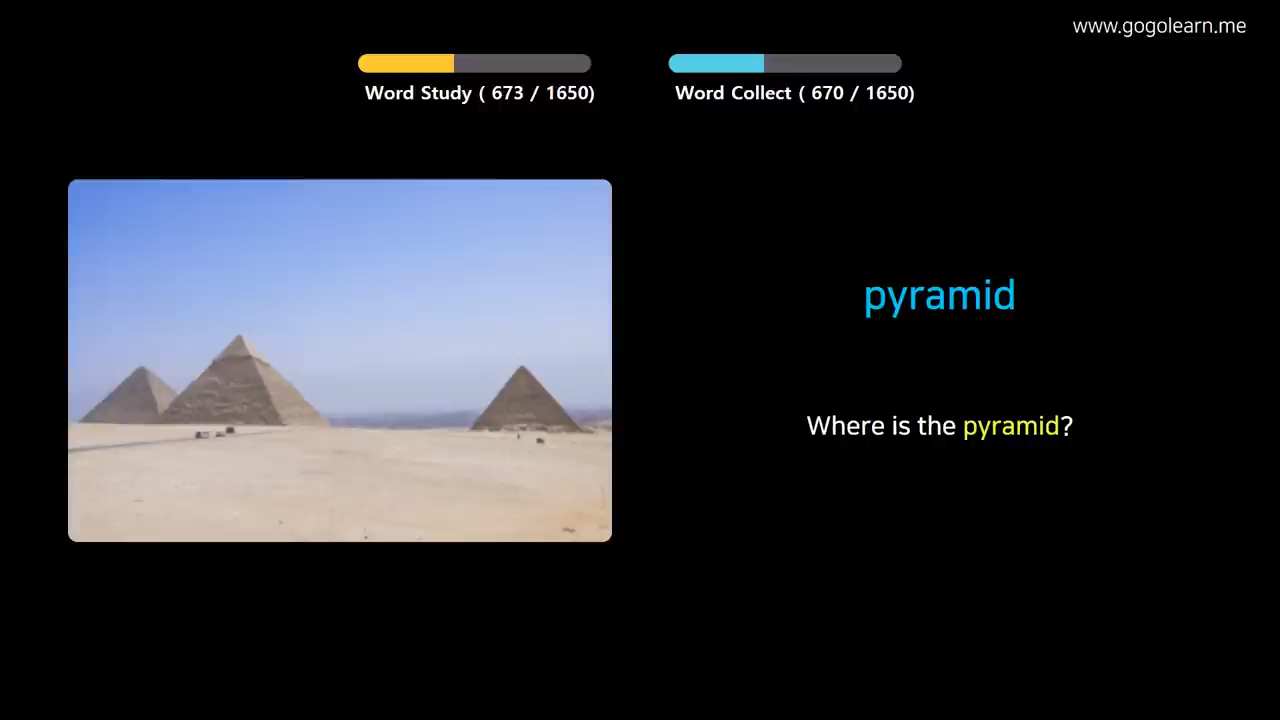 www.gogolearn.me
Word Study ( 673 / 1650)
Word Collect ( 670 / 1650)
pyramid
Where is the pyramid?